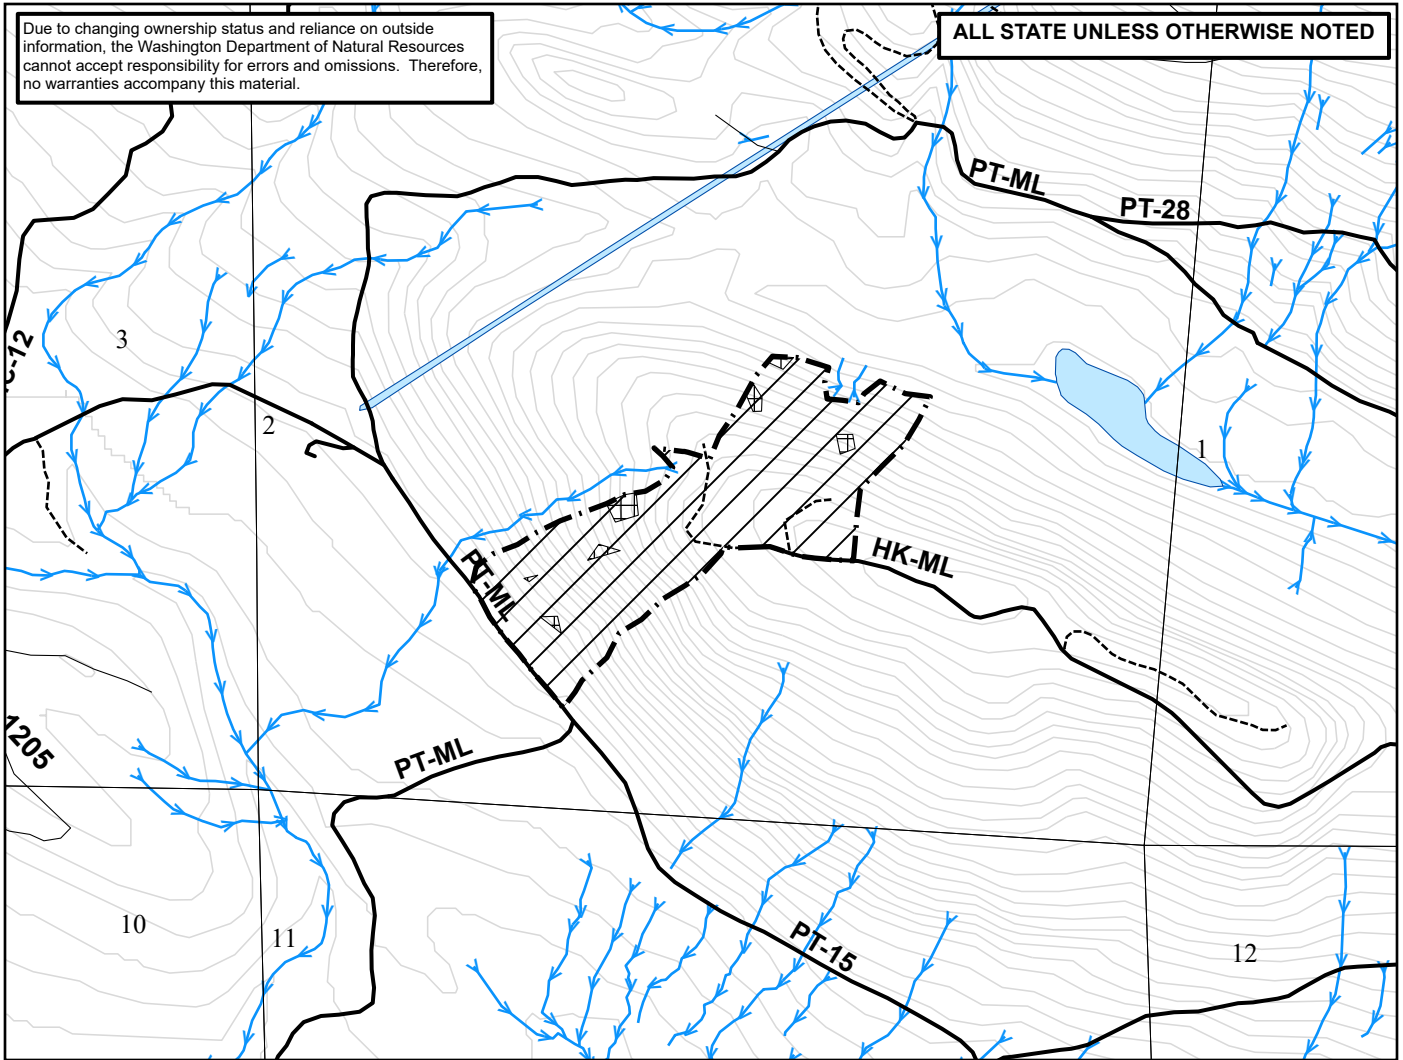 Due to changing ownership status and reliance on outside
information, the Washington Department of Natural Resources
cannot accept responsibility for errors and omissions.  Therefore,
no warranties accompany this material.
ALL STATE UNLESS OTHERWISE NOTED
PT-ML
PT-28
C-12
3
2
1
HK-ML
PT-ML
1205
PT-ML
10
11
PT-15
12